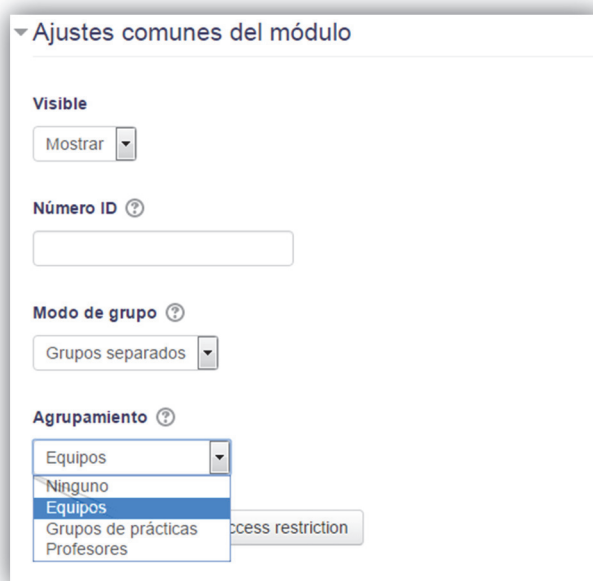 Ajustes comunes del módulo
Visible
Mostrar
Número ID
Modo de grupo
Grupos separados
Agrupamiento
Equipos
Ninguno
Equipos
Grupos de prácticas
ccess restriction
Profesores